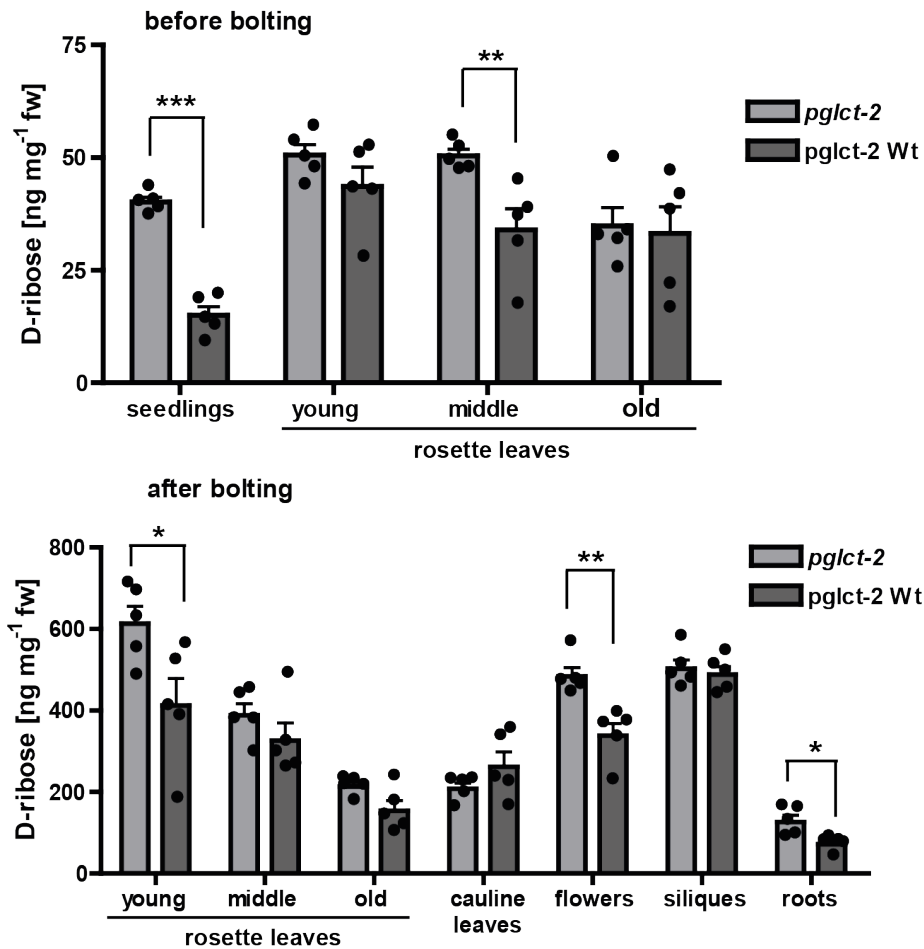 before bolting
D-ribose [ng mg⁻¹ fw]
75
50
25
0
***
**
pglct-2
pglct-2 Wt
seedlings
young
middle
old
rosette leaves
after bolting
D-ribose [ng mg⁻¹ fw]
800
600
400
200
0
*
**
*
pglct-2
pglct-2 Wt
young
middle
old
cauline
leaves
flowers
siliques
roots
rosette leaves